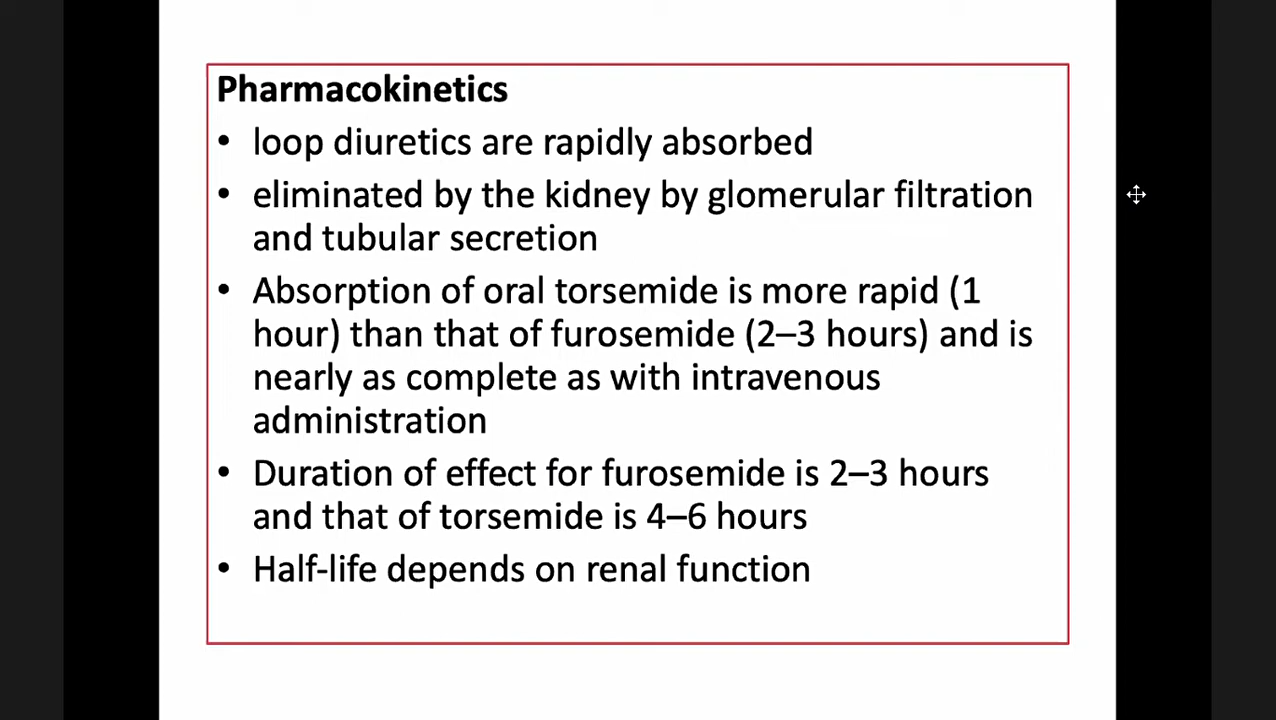 Pharmacokinetics
• loop diuretics are rapidly absorbed
• eliminated by the kidney by glomerular filtration
and tubular secretion
• Absorption of oral torsemide is more rapid (1
hour) than that of furosemide (2–3 hours) and is
nearly as complete as with intravenous
administration
• Duration of effect for furosemide is 2–3 hours
and that of torsemide is 4–6 hours
• Half-life depends on renal function